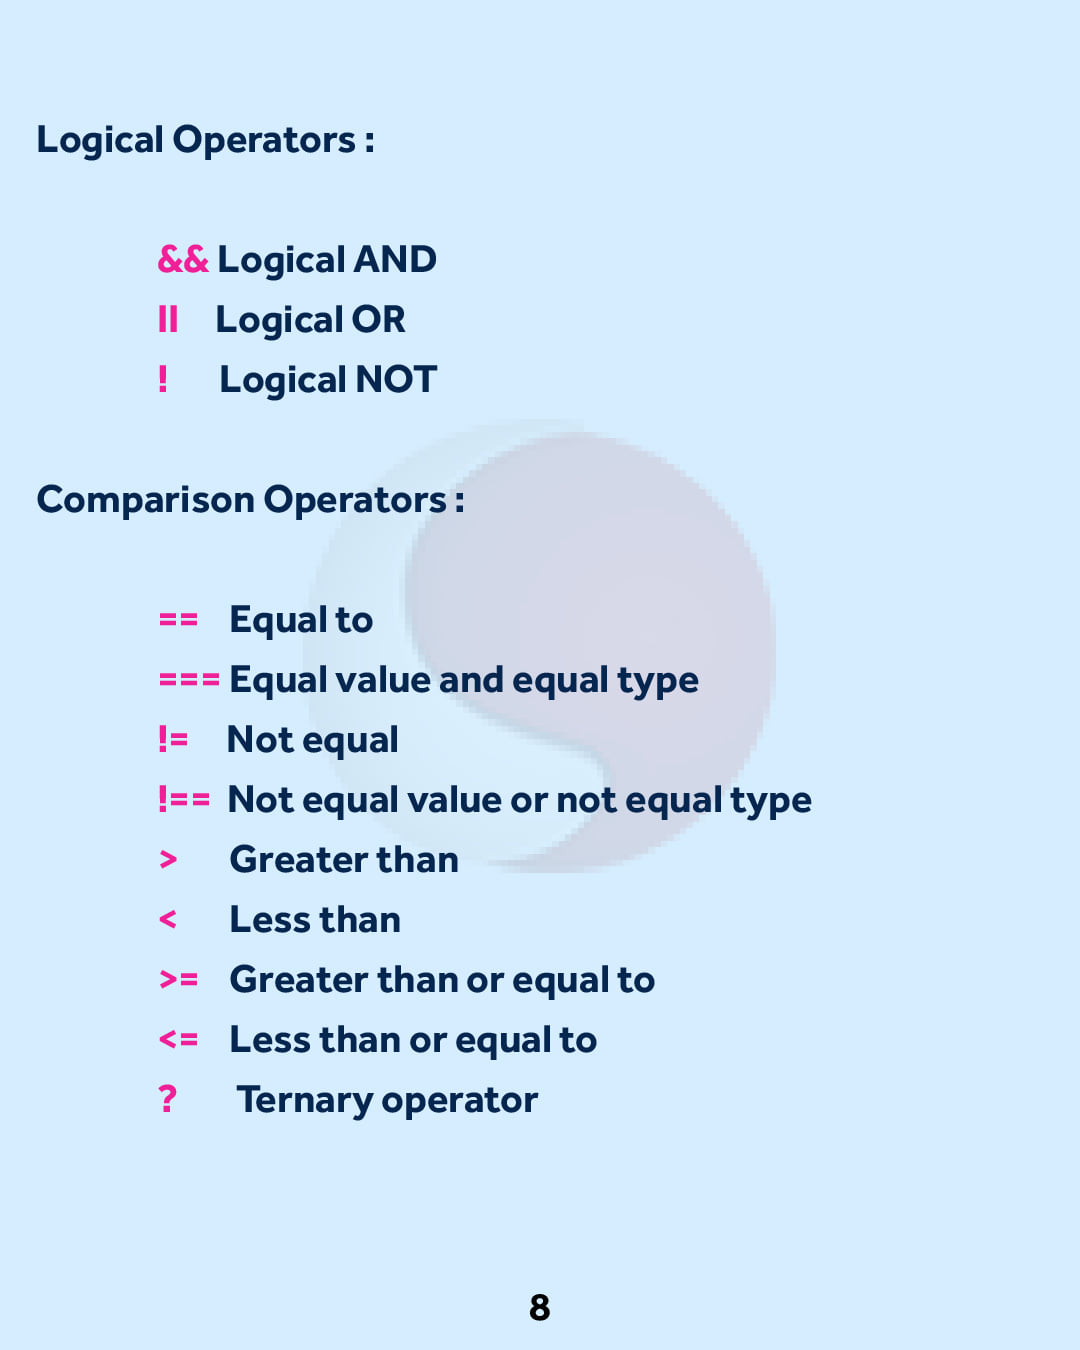 Logical Operators :
&& Logical AND
|| Logical OR
! Logical NOT
Comparison Operators :
== Equal to
=== Equal value and equal type
!= Not equal
!== Not equal value or not equal type
> Greater than
< Less than
>= Greater than or equal to
<= Less than or equal to
? Ternary operator
8